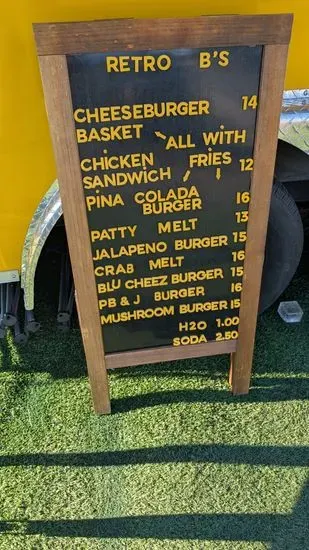 RETRO B'S
CHEESEBURGER 14
BASKET ALL WITH
CHICKEN FRIES
SANDWICH 12
PINA COLADA 16
BURGER
PATTY MELT 13
JALAPENO BURGER 15
CRAB MELT 16
BLU CHEEZ BURGER 15
PB & J BURGER 16
MUSHROOM BURGER 15
H2O 1.00
SODA 2.50